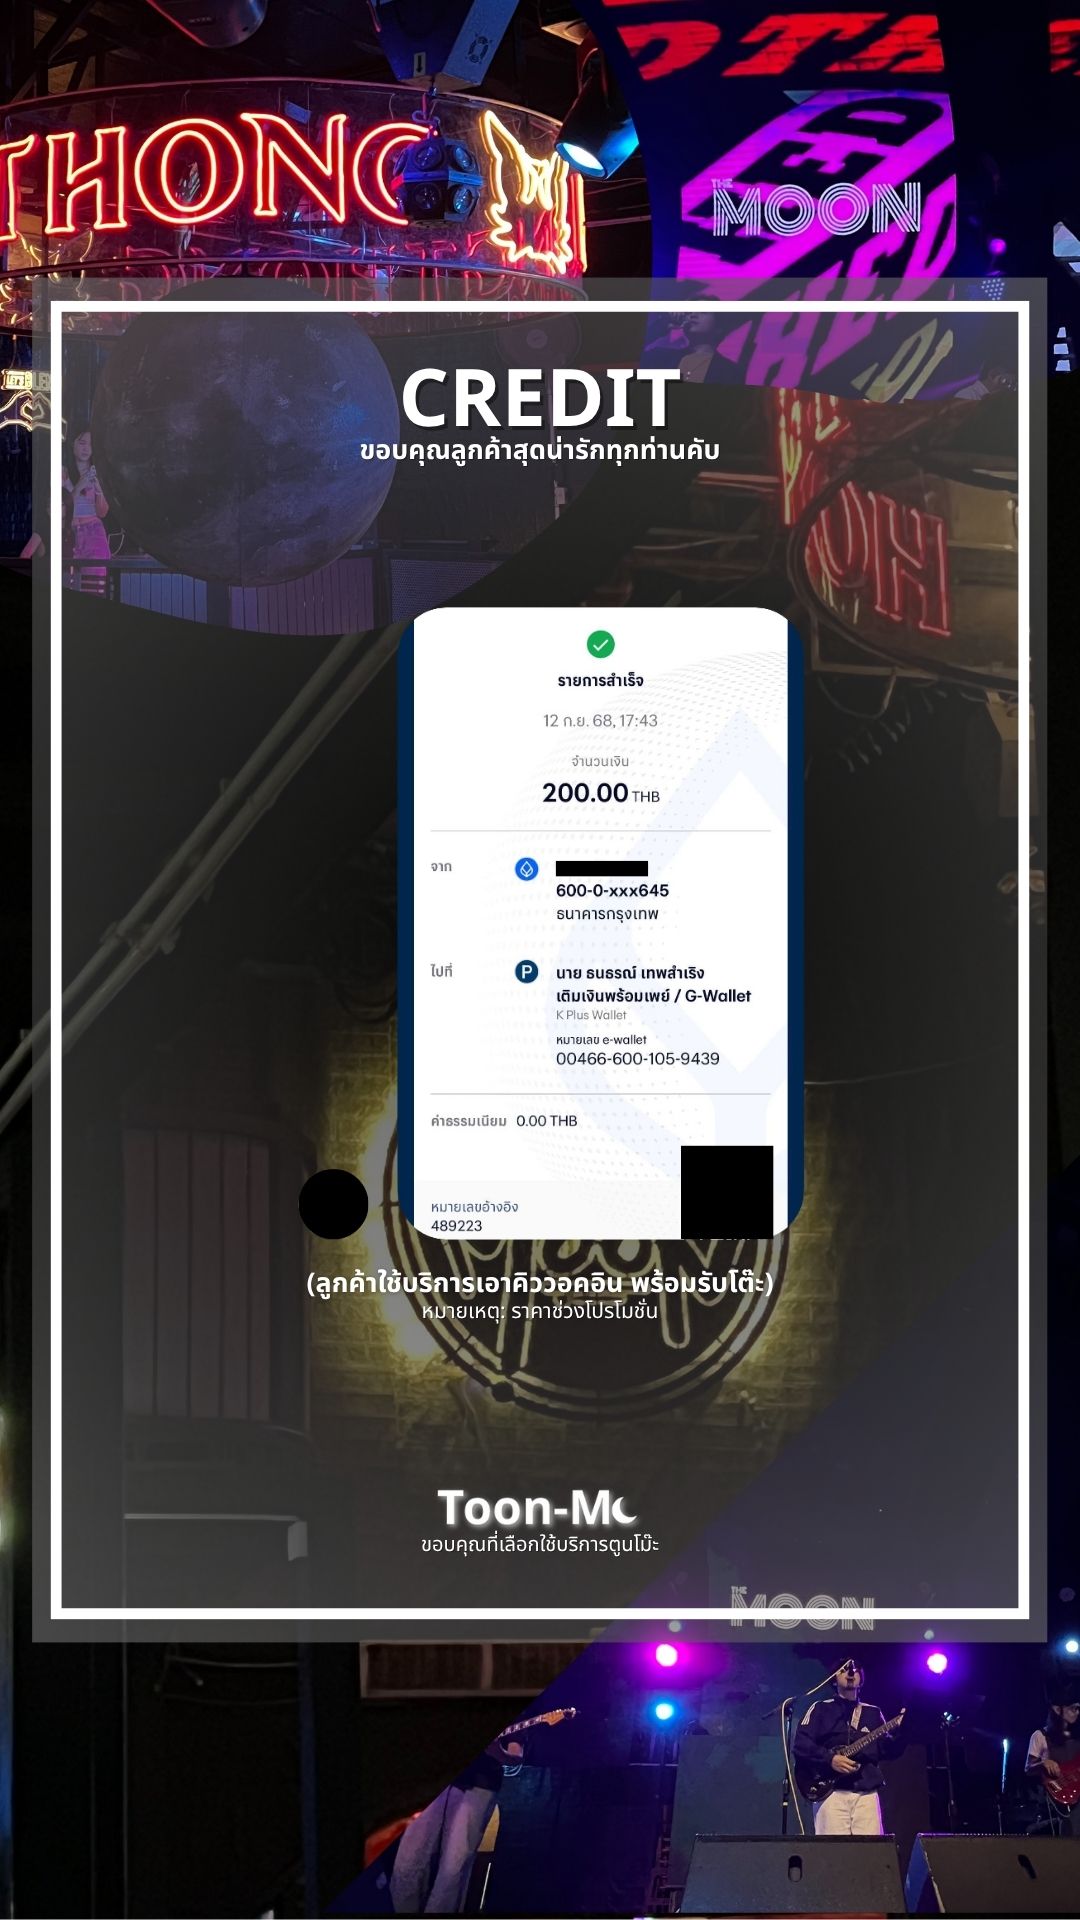 THONG
THE
MOON
CREDIT
ขอบคุณลูกค้าสุดน่ารักทุกท่านคับ
รายการสำเร็จ
12 ก.ย. 68, 17:43
จำนวนเงิน
200.00 THB
จาก
600-0-xxx645
ธนาคารกรุงเทพ
ไปที่
นาย ธนธรณ์ เทพสำเริง
เติมเงินพร้อมเพย์ / G-Wallet
K Plus Wallet
หมายเลข e-wallet
00466-600-105-9439
ค่าธรรมเนียม 0.00 THB
หมายเลขอ้างอิง
489223
(ลูกค้าใช้บริการเอาคิววอคอิน พร้อมรับโต๊ะ)
หมายเหตุ: ราคาช่วงโปรโมชั่น
Toon-Mo
ขอบคุณที่เลือกใช้บริการตูนโม๊ะ
THE
MOON